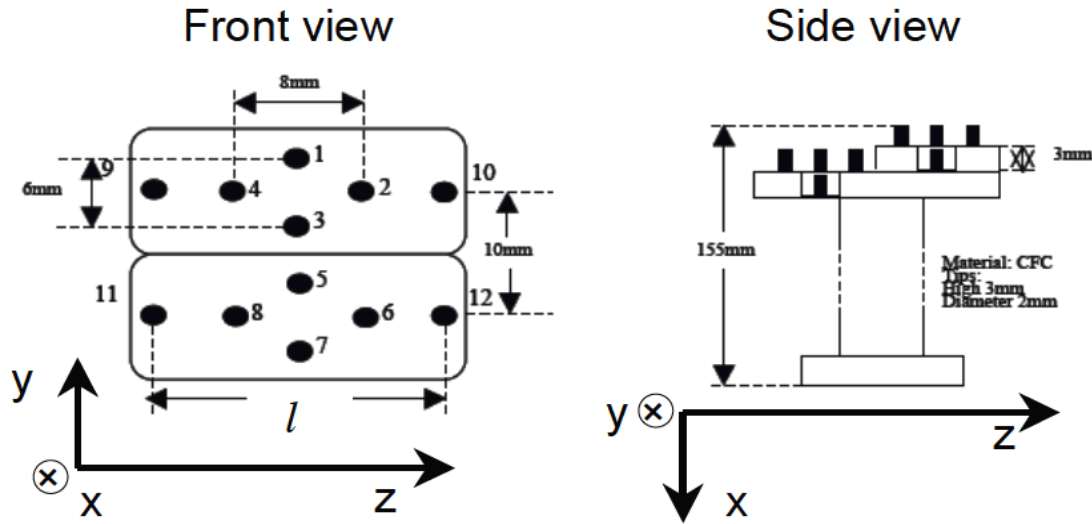 Front view
8mm
9
1
6mm
4
2
10
3
10mm
11
5
12
8
6
7
y
l
x
z
Side view
3mm
155mm
Material: CFC
Tips:
High 3mm
Diameter 2mm
y
z
x